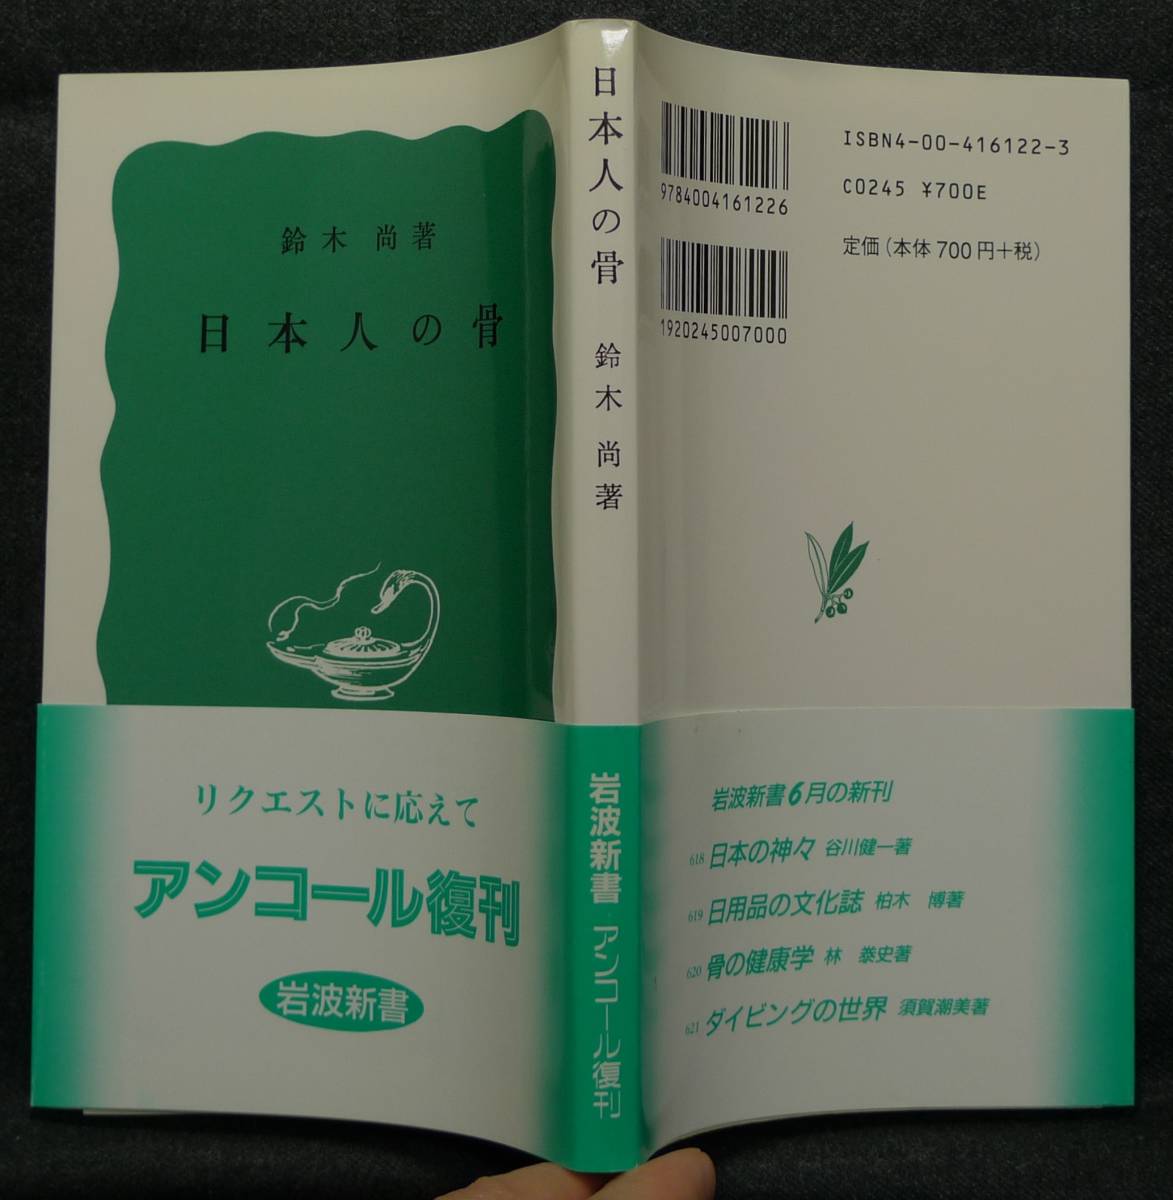 鈴木 尚著
日本人の骨
リクエストに応えて
アンコール復刊
岩波新書
日本人の骨 鈴木 尚著
岩波新書 アンコール復刊
9784004161226
1920245007000
ISBN4-00-416122-3
C0245 ¥700E
定価(本体700円+税)
岩波新書6月の新刊
618 日本の神々 谷川健一著
619 日用品の文化誌 柏木 博著
620 骨の健康学 林 泰史著
621 ダイビングの世界 須賀潮美著